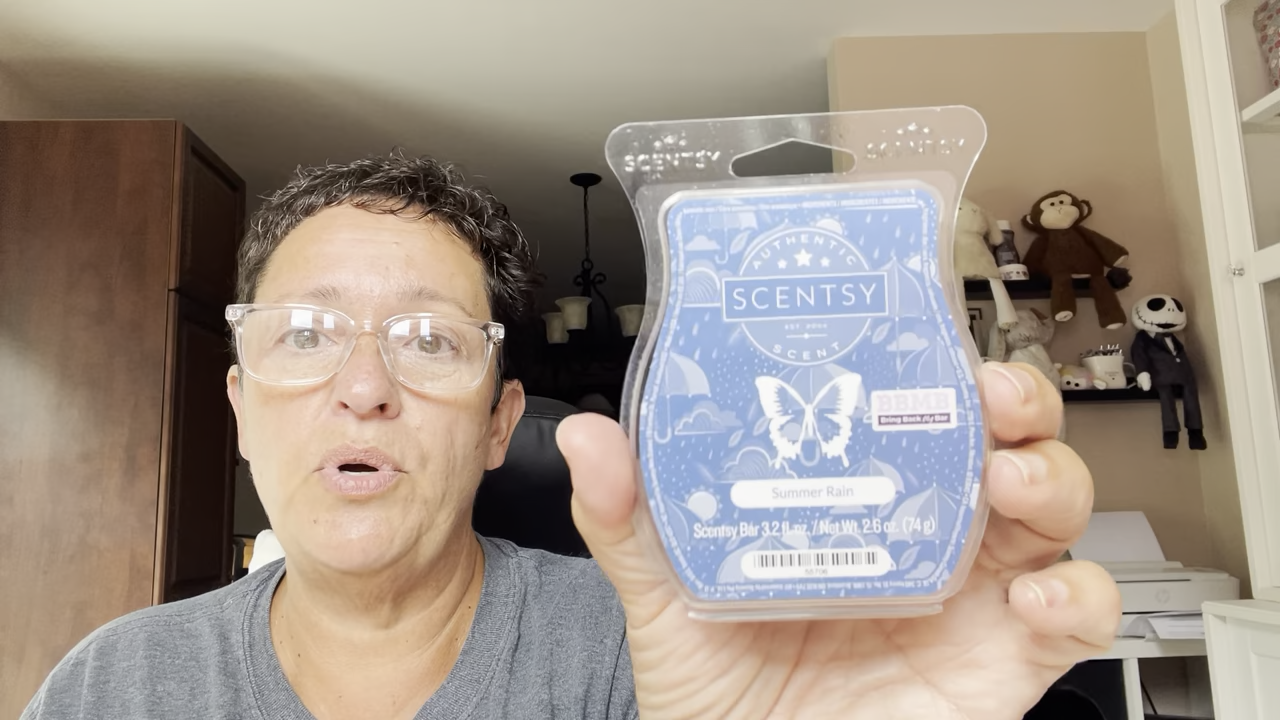 SCENTSY SCENTSY
AUTHENTIC
SCENTSY
EST. 2004
SCENT
BBMB
Bring Back My Bar
Summer Rain
Scentsy Bar 3.2 fl. oz. / Net Wt. 2.6 oz. (74 g)